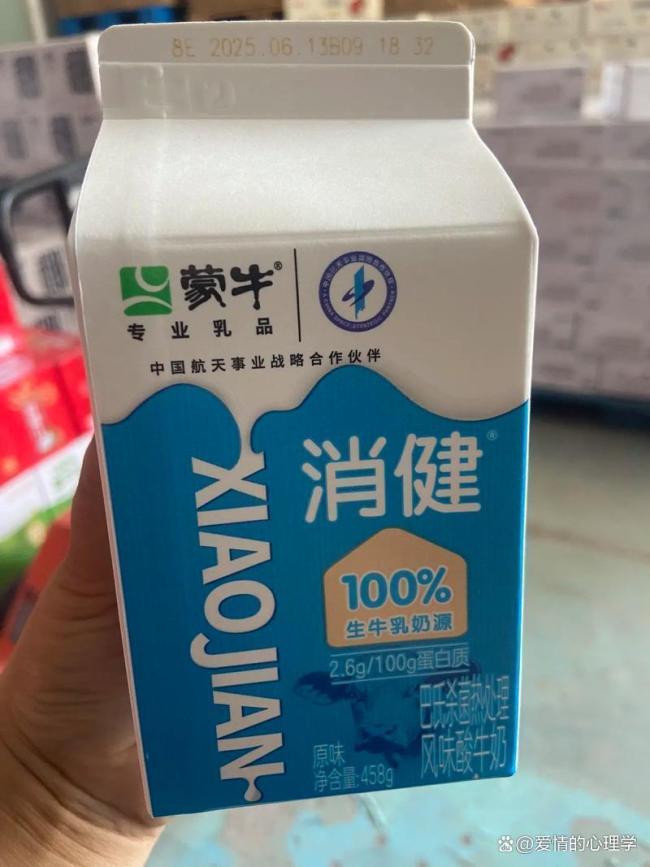 8E 2025.06.13B09 18 32
蒙牛®
专业乳品
中国航天事业战略合作伙伴
消健®
XIAOJIAN
100%
生牛乳奶源
2.6g/100g蛋白质
巴氏杀菌热处理
风味酸牛奶
原味
净含量:458g
@爱情的心理学